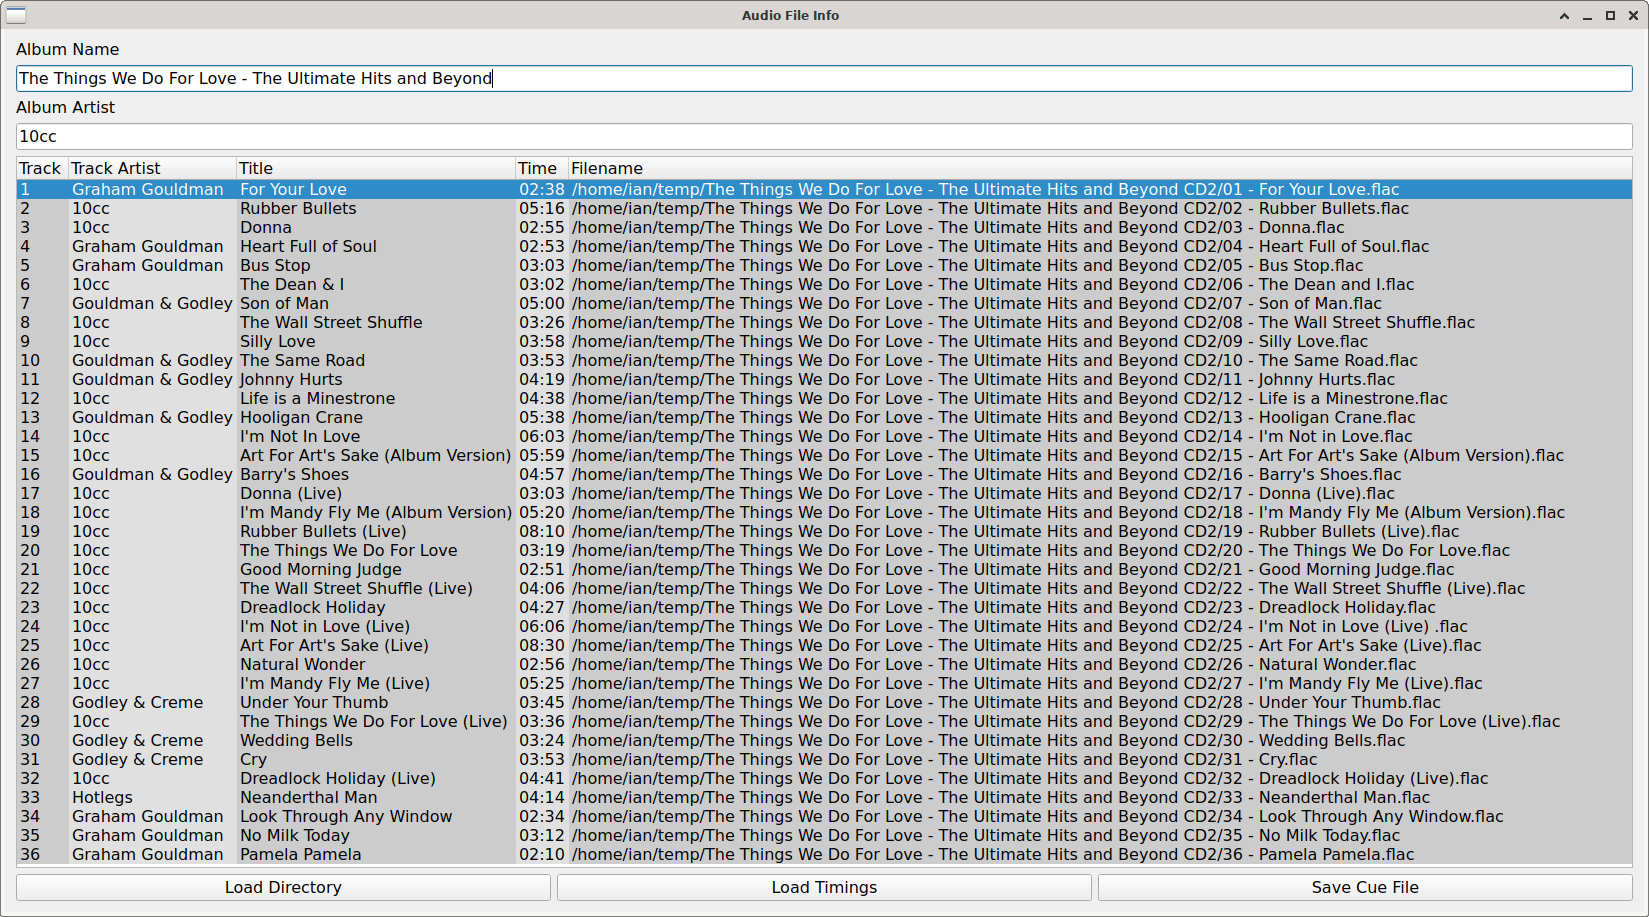 Audio File Info
Album Name
The Things We Do For Love - The Ultimate Hits and Beyond
Album Artist
10cc
Track Track Artist Title Time Filename
1 Graham Gouldman For Your Love 02:38 /home/ian/temp/The Things We Do For Love - The Ultimate Hits and Beyond CD2/01 - For Your Love.flac
2 10cc Rubber Bullets 05:16 /home/ian/temp/The Things We Do For Love - The Ultimate Hits and Beyond CD2/02 - Rubber Bullets.flac
3 10cc Donna 02:55 /home/ian/temp/The Things We Do For Love - The Ultimate Hits and Beyond CD2/03 - Donna.flac
4 Graham Gouldman Heart Full of Soul 02:53 /home/ian/temp/The Things We Do For Love - The Ultimate Hits and Beyond CD2/04 - Heart Full of Soul.flac
5 Graham Gouldman Bus Stop 03:03 /home/ian/temp/The Things We Do For Love - The Ultimate Hits and Beyond CD2/05 - Bus Stop.flac
6 10cc The Dean & I 03:02 /home/ian/temp/The Things We Do For Love - The Ultimate Hits and Beyond CD2/06 - The Dean and I.flac
7 Gouldman & Godley Son of Man 05:00 /home/ian/temp/The Things We Do For Love - The Ultimate Hits and Beyond CD2/07 - Son of Man.flac
8 10cc The Wall Street Shuffle 03:26 /home/ian/temp/The Things We Do For Love - The Ultimate Hits and Beyond CD2/08 - The Wall Street Shuffle.flac
9 10cc Silly Love 03:58 /home/ian/temp/The Things We Do For Love - The Ultimate Hits and Beyond CD2/09 - Silly Love.flac
10 Gouldman & Godley The Same Road 03:53 /home/ian/temp/The Things We Do For Love - The Ultimate Hits and Beyond CD2/10 - The Same Road.flac
11 Gouldman & Godley Johnny Hurts 04:19 /home/ian/temp/The Things We Do For Love - The Ultimate Hits and Beyond CD2/11 - Johnny Hurts.flac
12 10cc Life is a Minestrone 04:38 /home/ian/temp/The Things We Do For Love - The Ultimate Hits and Beyond CD2/12 - Life is a Minestrone.flac
13 Gouldman & Godley Hooligan Crane 05:38 /home/ian/temp/The Things We Do For Love - The Ultimate Hits and Beyond CD2/13 - Hooligan Crane.flac
14 10cc I'm Not In Love 06:03 /home/ian/temp/The Things We Do For Love - The Ultimate Hits and Beyond CD2/14 - I'm Not in Love.flac
15 10cc Art For Art's Sake (Album Version) 05:59 /home/ian/temp/The Things We Do For Love - The Ultimate Hits and Beyond CD2/15 - Art For Art's Sake (Album Version).flac
16 Gouldman & Godley Barry's Shoes 04:57 /home/ian/temp/The Things We Do For Love - The Ultimate Hits and Beyond CD2/16 - Barry's Shoes.flac
17 10cc Donna (Live) 03:03 /home/ian/temp/The Things We Do For Love - The Ultimate Hits and Beyond CD2/17 - Donna (Live).flac
18 10cc I'm Mandy Fly Me (Album Version) 05:20 /home/ian/temp/The Things We Do For Love - The Ultimate Hits and Beyond CD2/18 - I'm Mandy Fly Me (Album Version).flac
19 10cc Rubber Bullets (Live) 08:10 /home/ian/temp/The Things We Do For Love - The Ultimate Hits and Beyond CD2/19 - Rubber Bullets (Live).flac
20 10cc The Things We Do For Love 03:19 /home/ian/temp/The Things We Do For Love - The Ultimate Hits and Beyond CD2/20 - The Things We Do For Love.flac
21 10cc Good Morning Judge 02:51 /home/ian/temp/The Things We Do For Love - The Ultimate Hits and Beyond CD2/21 - Good Morning Judge.flac
22 10cc The Wall Street Shuffle (Live) 04:06 /home/ian/temp/The Things We Do For Love - The Ultimate Hits and Beyond CD2/22 - The Wall Street Shuffle (Live).flac
23 10cc Dreadlock Holiday 04:27 /home/ian/temp/The Things We Do For Love - The Ultimate Hits and Beyond CD2/23 - Dreadlock Holiday.flac
24 10cc I'm Not in Love (Live) 06:06 /home/ian/temp/The Things We Do For Love - The Ultimate Hits and Beyond CD2/24 - I'm Not in Love (Live) .flac
25 10cc Art For Art's Sake (Live) 08:30 /home/ian/temp/The Things We Do For Love - The Ultimate Hits and Beyond CD2/25 - Art For Art's Sake (Live).flac
26 10cc Natural Wonder 02:56 /home/ian/temp/The Things We Do For Love - The Ultimate Hits and Beyond CD2/26 - Natural Wonder.flac
27 10cc I'm Mandy Fly Me (Live) 05:25 /home/ian/temp/The Things We Do For Love - The Ultimate Hits and Beyond CD2/27 - I'm Mandy Fly Me (Live).flac
28 Godley & Creme Under Your Thumb 03:45 /home/ian/temp/The Things We Do For Love - The Ultimate Hits and Beyond CD2/28 - Under Your Thumb.flac
29 10cc The Things We Do For Love (Live) 03:36 /home/ian/temp/The Things We Do For Love - The Ultimate Hits and Beyond CD2/29 - The Things We Do For Love (Live).flac
30 Godley & Creme Wedding Bells 03:24 /home/ian/temp/The Things We Do For Love - The Ultimate Hits and Beyond CD2/30 - Wedding Bells.flac
31 Godley & Creme Cry 03:53 /home/ian/temp/The Things We Do For Love - The Ultimate Hits and Beyond CD2/31 - Cry.flac
32 10cc Dreadlock Holiday (Live) 04:41 /home/ian/temp/The Things We Do For Love - The Ultimate Hits and Beyond CD2/32 - Dreadlock Holiday (Live).flac
33 Hotlegs Neanderthal Man 04:14 /home/ian/temp/The Things We Do For Love - The Ultimate Hits and Beyond CD2/33 - Neanderthal Man.flac
34 Graham Gouldman Look Through Any Window 02:34 /home/ian/temp/The Things We Do For Love - The Ultimate Hits and Beyond CD2/34 - Look Through Any Window.flac
35 Graham Gouldman No Milk Today 03:12 /home/ian/temp/The Things We Do For Love - The Ultimate Hits and Beyond CD2/35 - No Milk Today.flac
36 Graham Gouldman Pamela Pamela 02:10 /home/ian/temp/The Things We Do For Love - The Ultimate Hits and Beyond CD2/36 - Pamela Pamela.flac
Load Directory Load Timings Save Cue File